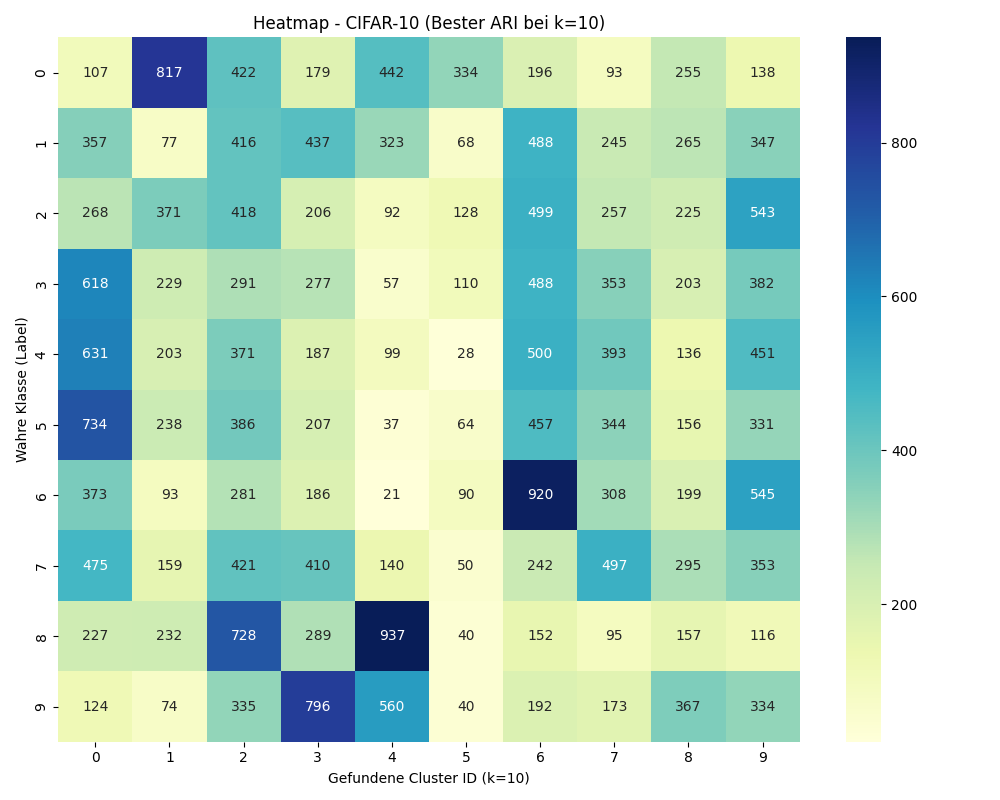 Heatmap - CIFAR-10 (Bester ARI bei k=10)
Wahre Klasse (Label)
0 107 817 422 179 442 334 196 93 255 138
1 357 77 416 437 323 68 488 245 265 347
2 268 371 418 206 92 128 499 257 225 543
3 618 229 291 277 57 110 488 353 203 382
4 631 203 371 187 99 28 500 393 136 451
5 734 238 386 207 37 64 457 344 156 331
6 373 93 281 186 21 90 920 308 199 545
7 475 159 421 410 140 50 242 497 295 353
8 227 232 728 289 937 40 152 95 157 116
9 124 74 335 796 560 40 192 173 367 334
0 1 2 3 4 5 6 7 8 9
Gefundene Cluster ID (k=10)
800
600
400
200